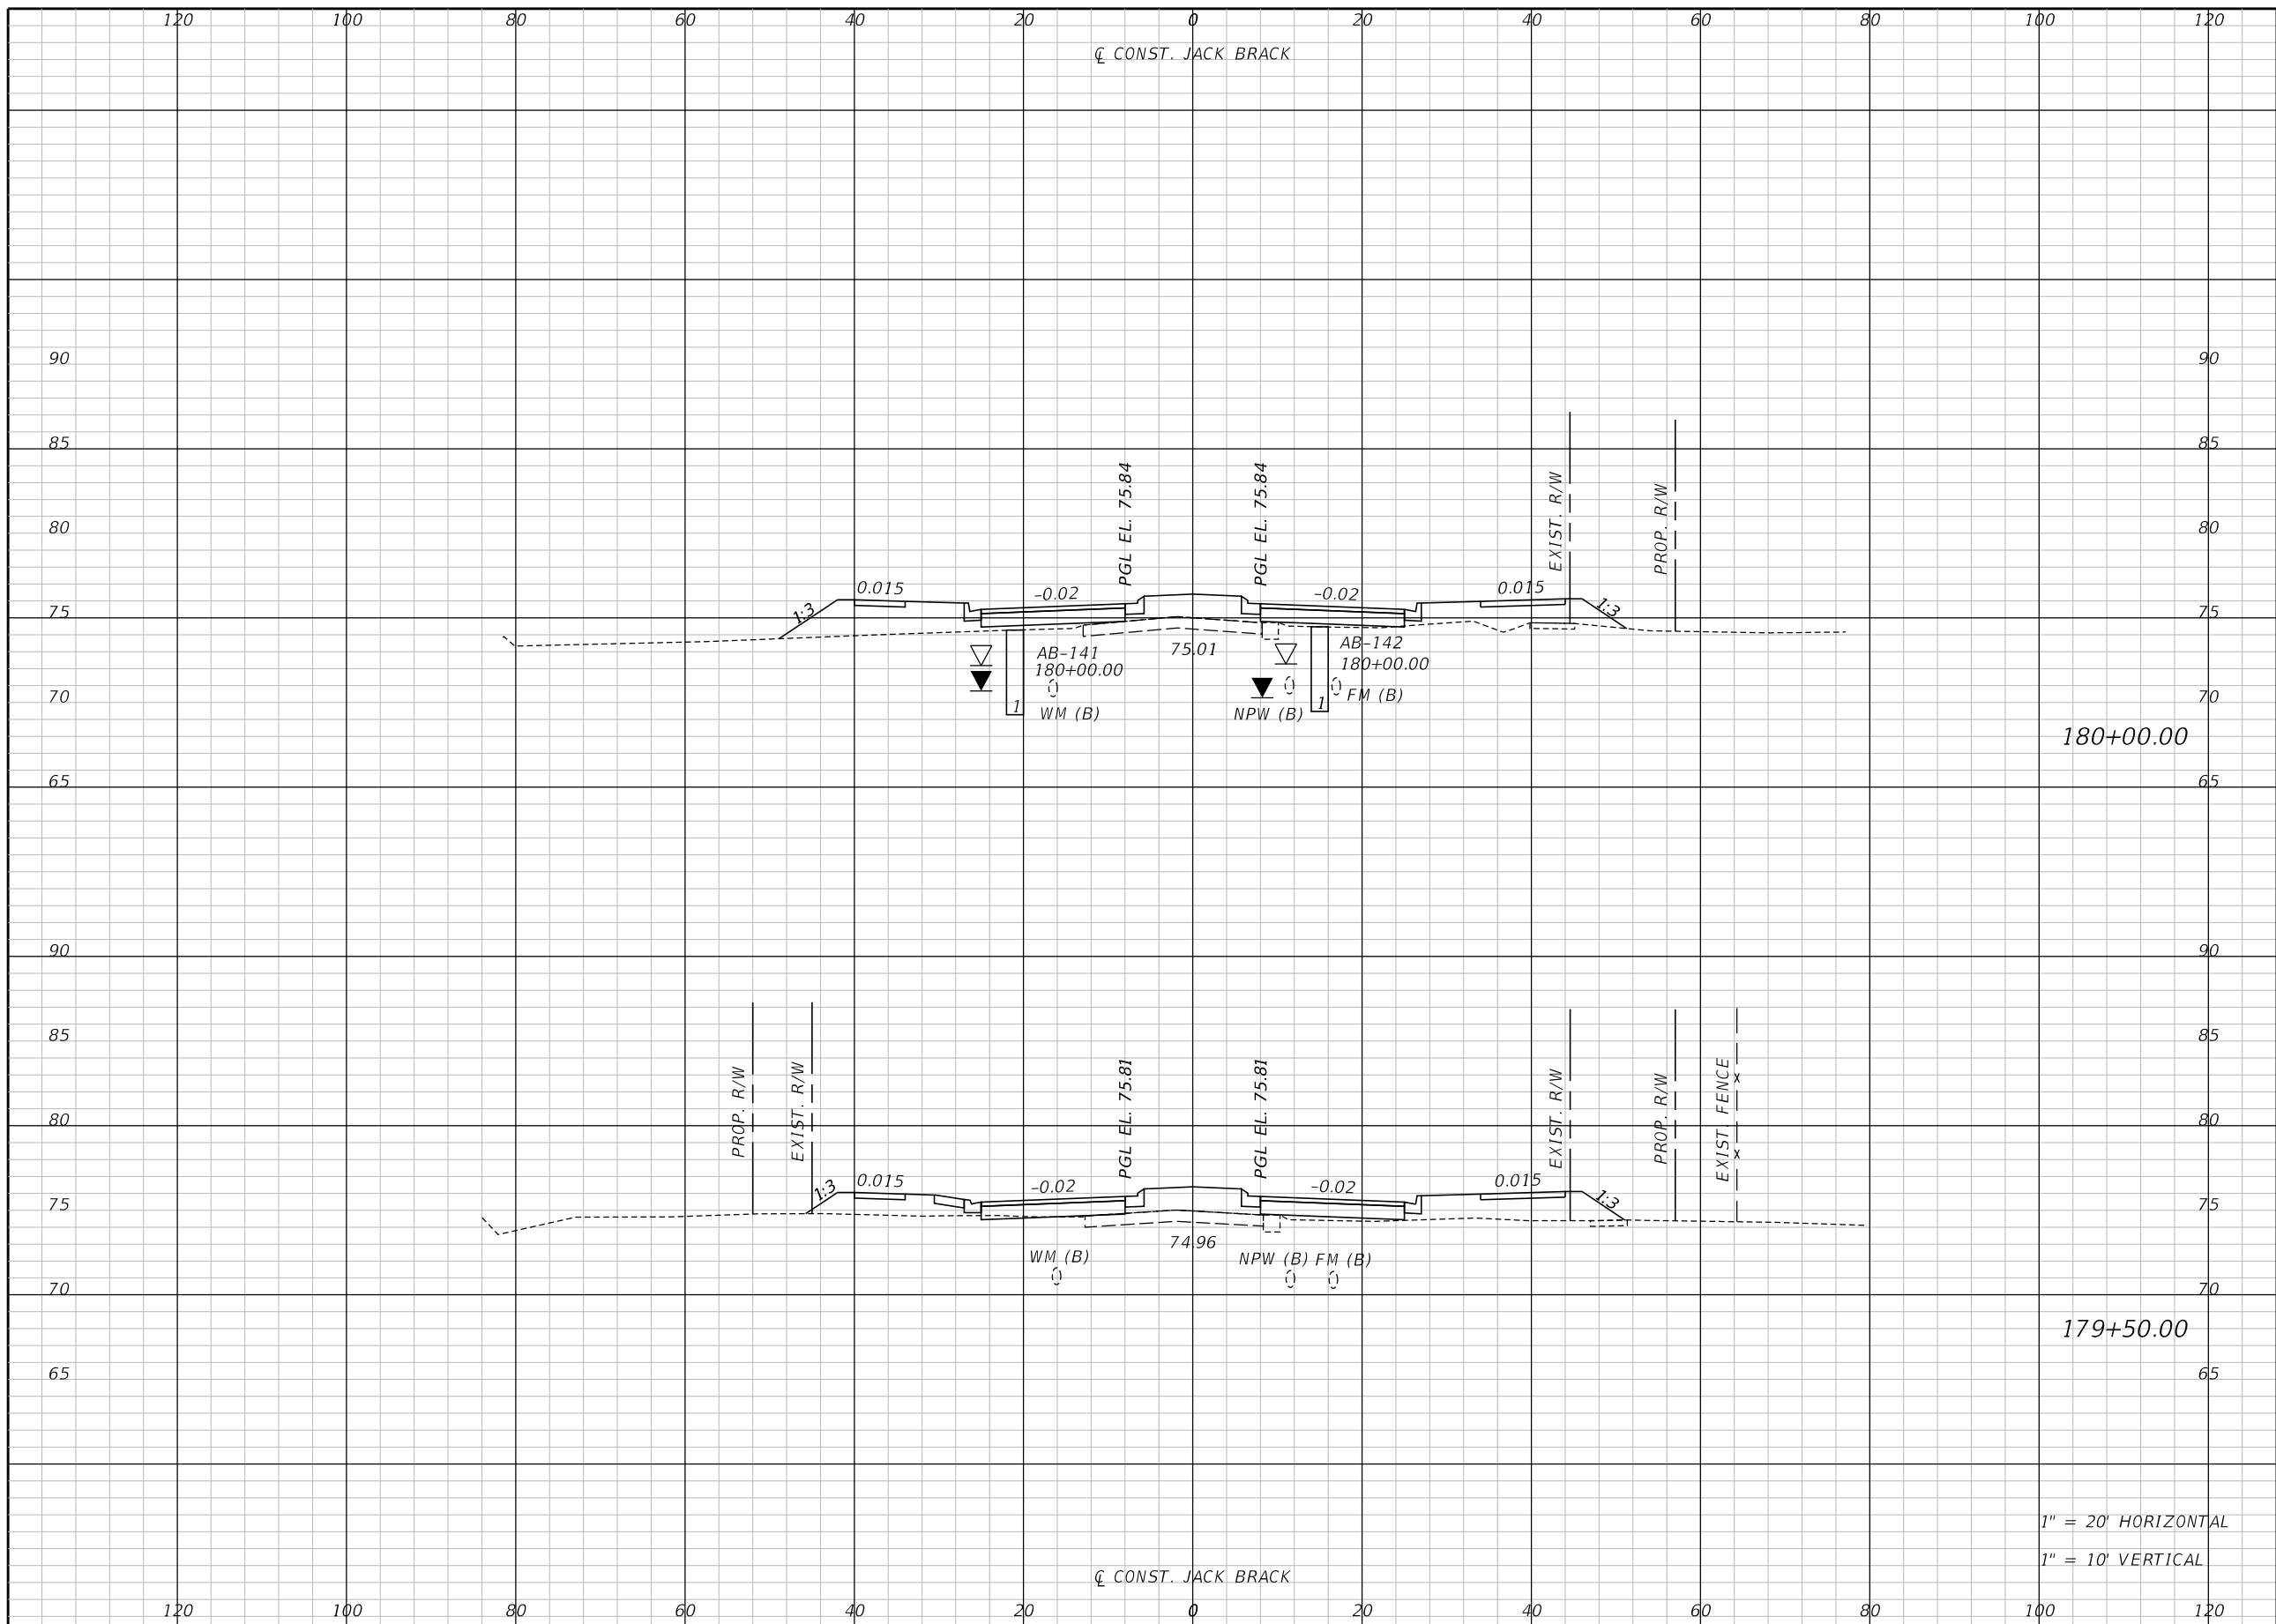 120 100 80 60 40 20 0 20 40 60 80 100 120
℄ CONST. JACK BRACK
90 90
85 85
PGL EL. 75.84 PGL EL. 75.84 EXIST. R/W PROP. R/W
80 80
1:3 0.015 -0.02 -0.02 0.015 1:3
75 75
AB-141 75.01 AB-142
180+00.00 180+00.00
70 FM (B) 70
1 WM (B) NPW (B) 1
180+00.00
65 65
90 90
85 85
PROP. R/W EXIST. R/W PGL EL. 75.81 PGL EL. 75.81 EXIST. R/W PROP. R/W EXIST. FENCE
80 80
1:3 0.015 -0.02 -0.02 0.015 1:3
75 75
74.96
WM (B) NPW (B) FM (B)
70 70
179+50.00
65 65
1" = 20' HORIZONTAL
1" = 10' VERTICAL
℄ CONST. JACK BRACK
120 100 80 60 40 20 0 20 40 60 80 100 120